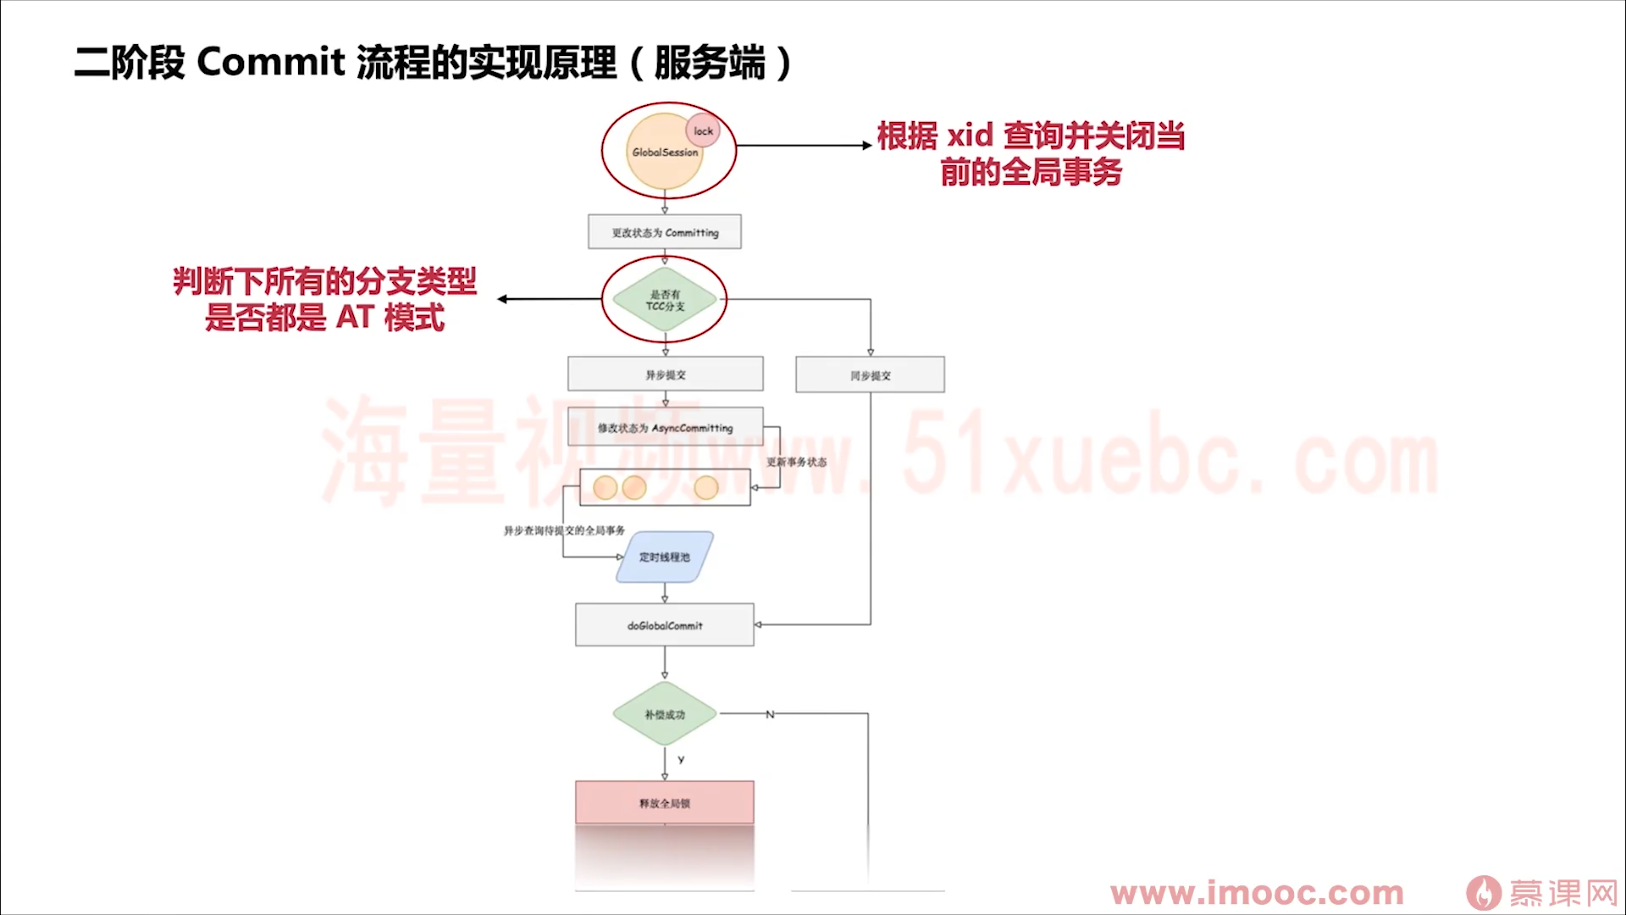 二阶段 Commit 流程的实现原理（服务端）
lock
GlobalSession
根据 xid 查询并关闭当
前的全局事务
更改状态为 Committing
判断下所有的分支类型
是否都是 AT 模式
是否有
TCC分支
异步提交
同步提交
修改状态为 AsyncCommitting
更新事务状态
海量视频www.51xuebc.com
异步查询待提交的全局事务
定时线程池
doGlobalCommit
补偿成功
N
Y
释放全局锁
www.imooc.com
慕课网